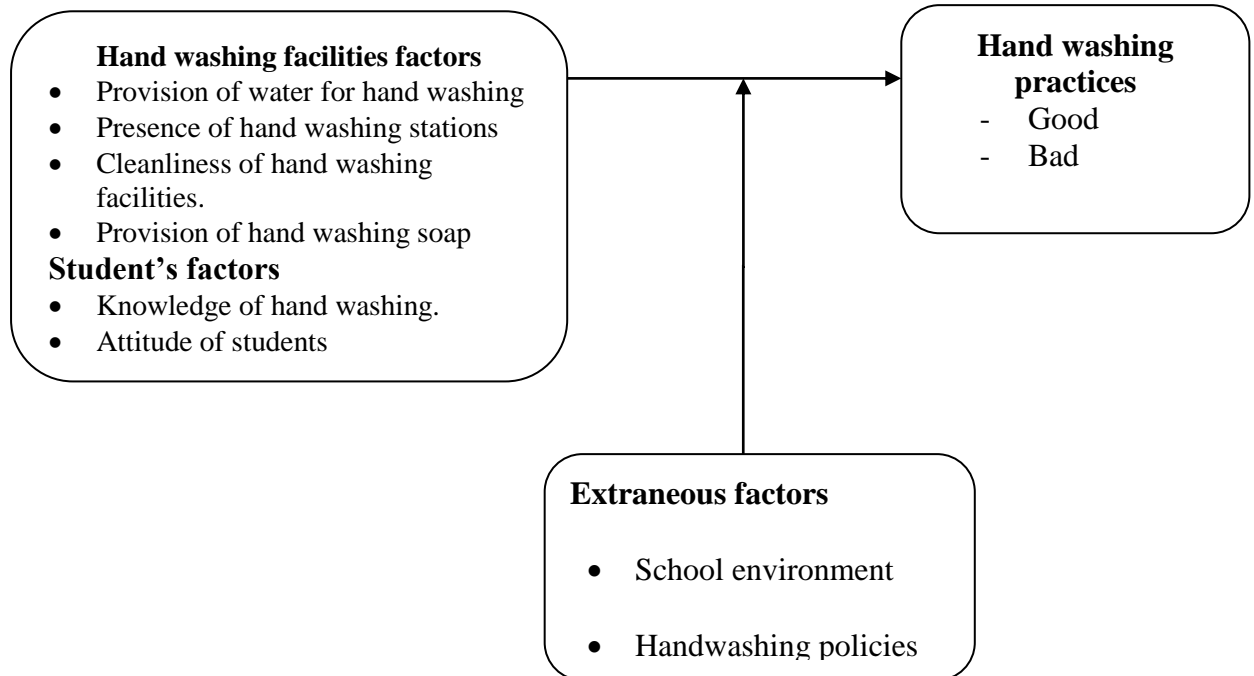 Hand washing facilities factors
• Provision of water for hand washing
• Presence of hand washing stations
• Cleanliness of hand washing
facilities.
• Provision of hand washing soap
Student’s factors
• Knowledge of hand washing.
• Attitude of students
Hand washing
practices
- Good
- Bad
Extraneous factors
• School environment
• Handwashing policies